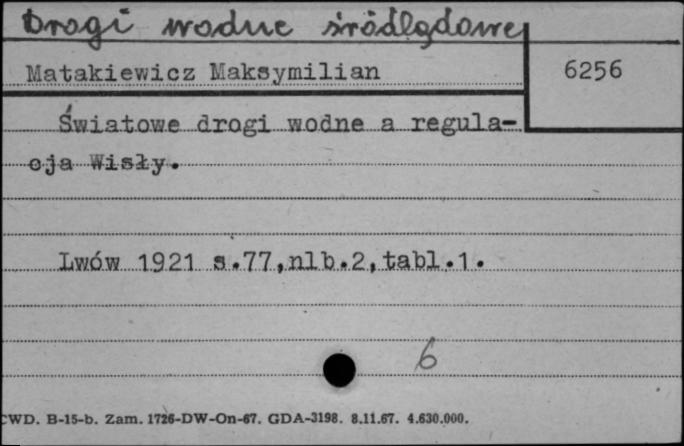 Drogi wodne śródlądowe
Matakiewicz Maksymilian
6256
Światowe drogi wodne a regula-
cja Wisły.
Lwów 1921 s.77,nlb.2,tabl.1.
6
CWD. B-15-b. Zam. 1726-DW-On-67. GDA-3198. 8.11.67. 4.630.000.